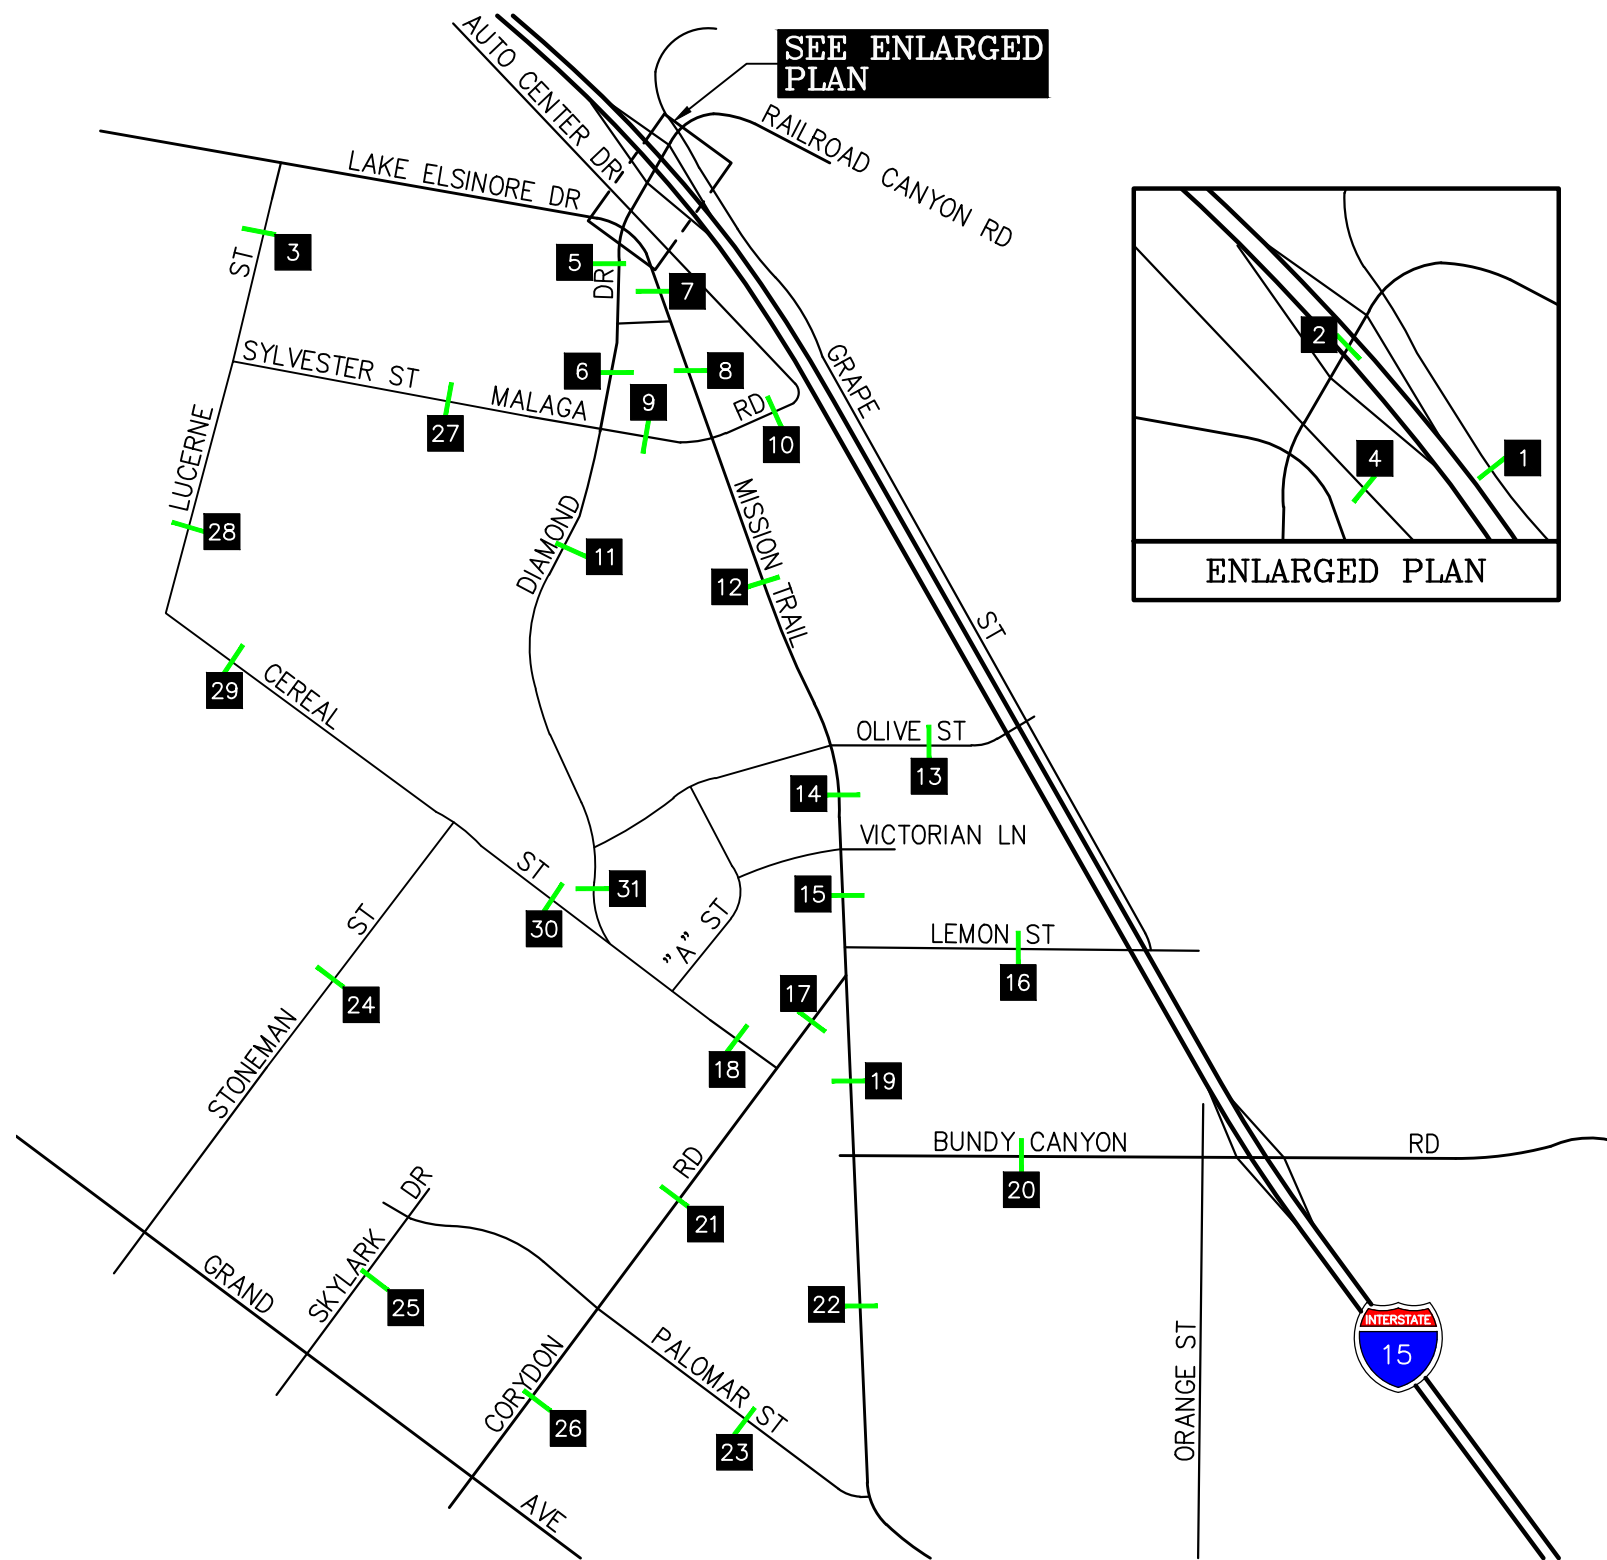 AUTO CENTER DR
SEE ENLARGED
PLAN
RAILROAD CANYON RD
LAKE ELSINORE DR
3
ST
5
DR
7
2
4
1
ENLARGED PLAN
SYLVESTER ST
MALAGA
RD
6
8
9
10
27
GRAPE
ST
LUCERNE
28
DIAMOND
11
MISSION TRAIL
12
29
CEREAL
ST
OLIVE ST
13
14
VICTORIAN LN
15
31
30
"A" ST
LEMON ST
16
17
18
19
STONEMAN
ST
24
BUNDY CANYON
RD
20
RD
21
SKYLARK
DR
25
22
GRAND
AVE
CORYDON
26
PALOMAR ST
23
ORANGE ST
INTERSTATE
15